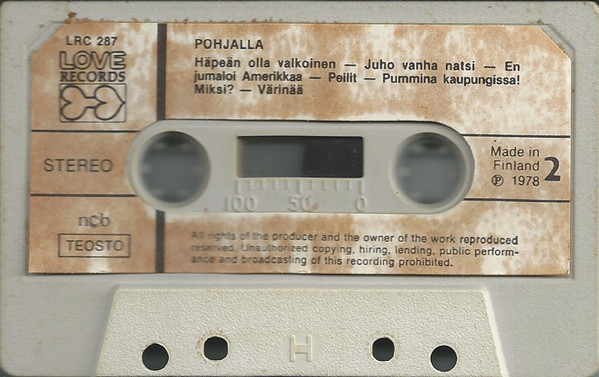 LRC 287
LOVE
RECORDS
STEREO
ncb
TEOSTO
POHJALLA
Häpeän olla valkoinen — Juho vanha natsi — En
jumaloi Amerikkaa — Peilit — Pummina kaupungissa!
Miksi? — Värinää
100 50 0
Made in
Finland
℗ 1978
2
All rights of the producer and the owner of the work reproduced
reserved. Unauthorized copying, hiring, lending, public perform-
ance and broadcasting of this recording prohibited.
H